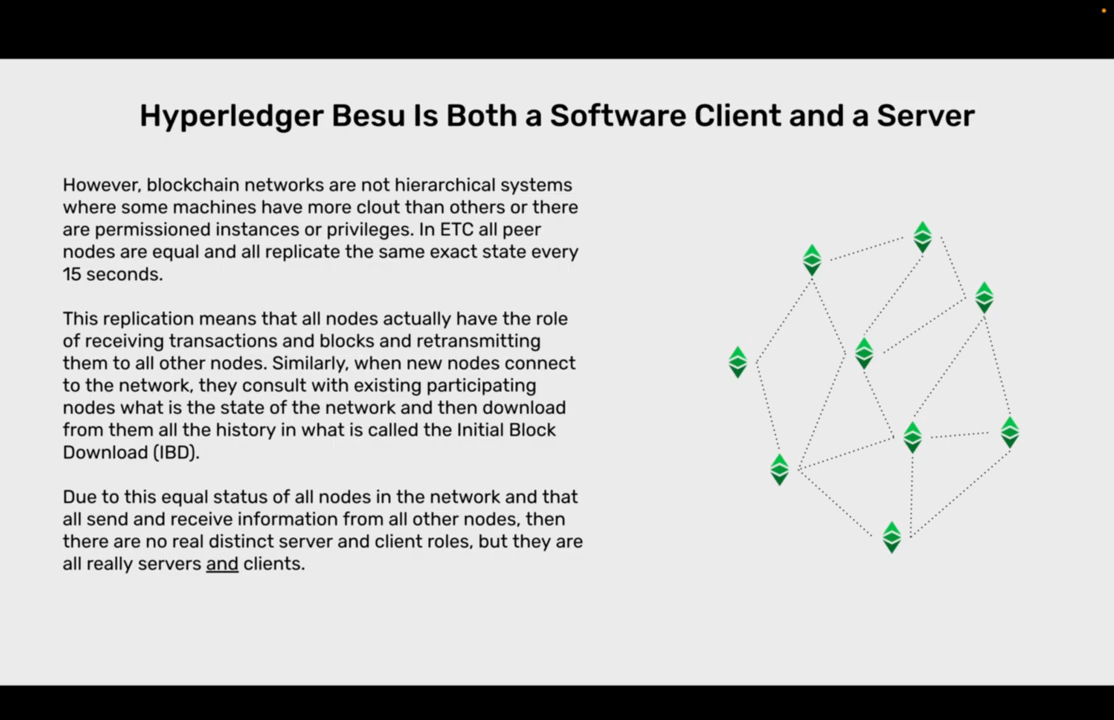 Hyperledger Besu Is Both a Software Client and a Server
However, blockchain networks are not hierarchical systems
where some machines have more clout than others or there
are permissioned instances or privileges. In ETC all peer
nodes are equal and all replicate the same exact state every
15 seconds.
This replication means that all nodes actually have the role
of receiving transactions and blocks and retransmitting
them to all other nodes. Similarly, when new nodes connect
to the network, they consult with existing participating
nodes what is the state of the network and then download
from them all the history in what is called the Initial Block
Download (IBD).
Due to this equal status of all nodes in the network and that
all send and receive information from all other nodes, then
there are no real distinct server and client roles, but they are
all really servers and clients.